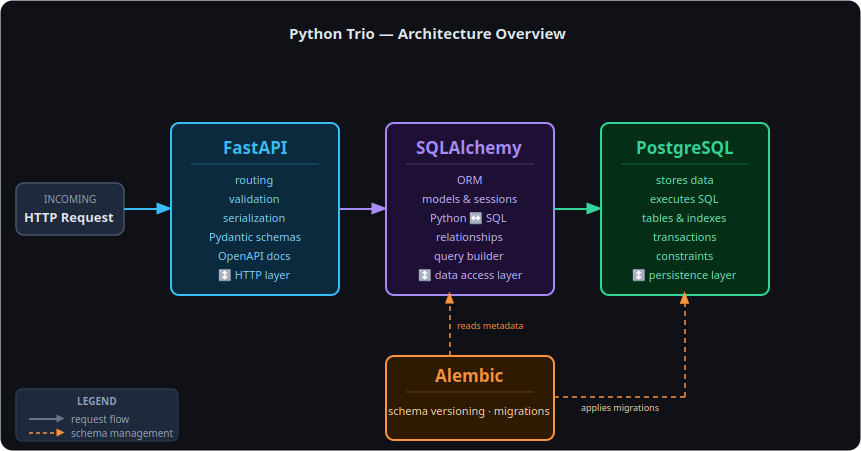 Python Trio — Architecture Overview
INCOMING
HTTP Request
FastAPI
routing
validation
serialization
Pydantic schemas
OpenAPI docs
↕️ HTTP layer
SQLAlchemy
ORM
models & sessions
Python ↔️ SQL
relationships
query builder
↕️ data access layer
PostgreSQL
stores data
executes SQL
tables & indexes
transactions
constraints
↕️ persistence layer
reads metadata
Alembic
schema versioning · migrations
applies migrations
LEGEND
request flow
schema management